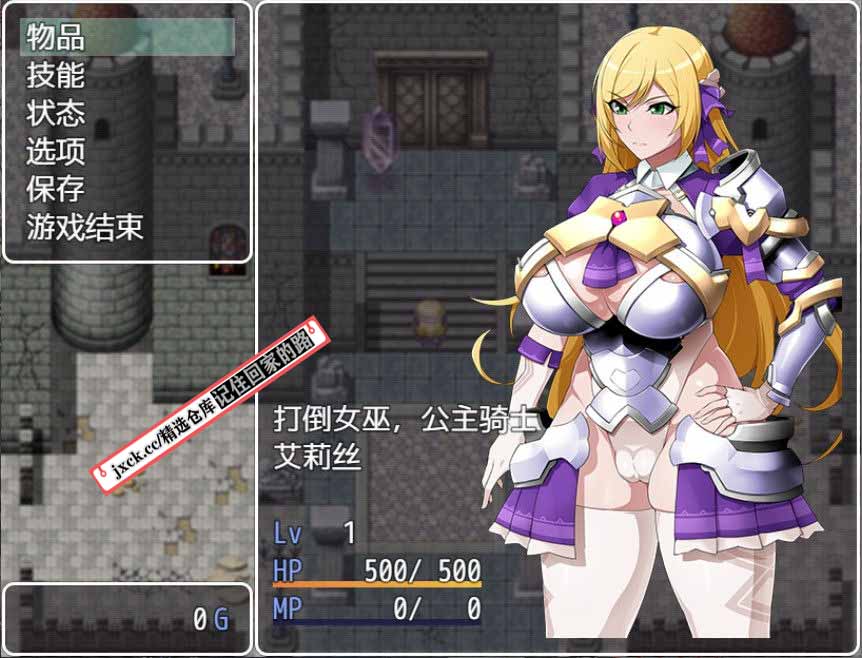 物品
技能
状态
选项
保存
游戏结束
jxck.cc/精选仓库记住回家的路
打倒女巫，公主骑士
艾莉丝
Lv 1
HP 500/ 500
MP 0/ 0
0 G